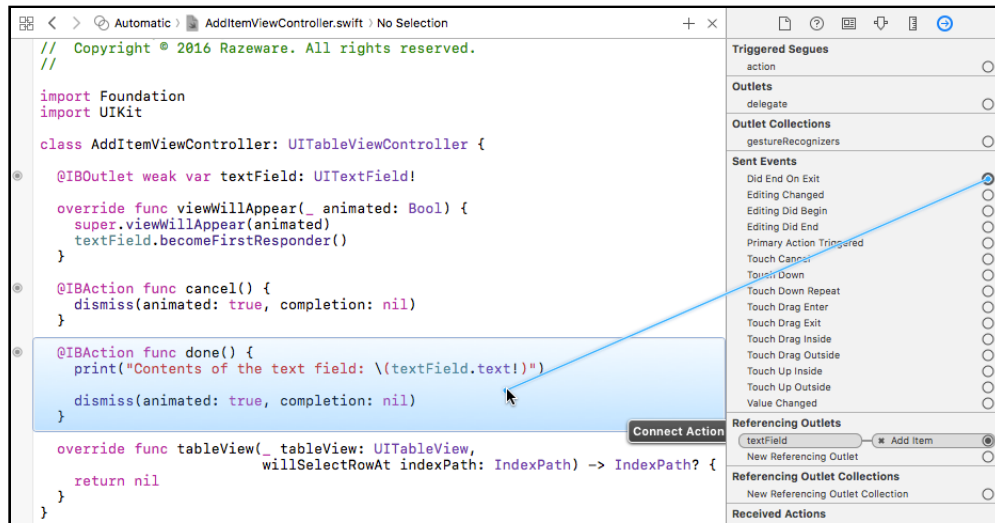 Automatic › AddItemViewController.swift › No Selection
//  Copyright © 2016 Razeware. All rights reserved.
//
import Foundation
import UIKit
class AddItemViewController: UITableViewController {
@IBOutlet weak var textField: UITextField!
override func viewWillAppear(_ animated: Bool) {
super.viewWillAppear(animated)
textField.becomeFirstResponder()
}
@IBAction func cancel() {
dismiss(animated: true, completion: nil)
}
@IBAction func done() {
print("Contents of the text field: \(textField.text!)")
dismiss(animated: true, completion: nil)
}
Connect Action
override func tableView(_ tableView: UITableView,
willSelectRowAt indexPath: IndexPath) -> IndexPath? {
return nil
}
}
Triggered Segues
action
Outlets
delegate
Outlet Collections
gestureRecognizers
Sent Events
Did End On Exit
Editing Changed
Editing Did Begin
Editing Did End
Primary Action Triggered
Touch Cancel
Touch Down
Touch Down Repeat
Touch Drag Enter
Touch Drag Exit
Touch Drag Inside
Touch Drag Outside
Touch Up Inside
Touch Up Outside
Value Changed
Referencing Outlets
textField Add Item
New Referencing Outlet
Referencing Outlet Collections
New Referencing Outlet Collection
Received Actions